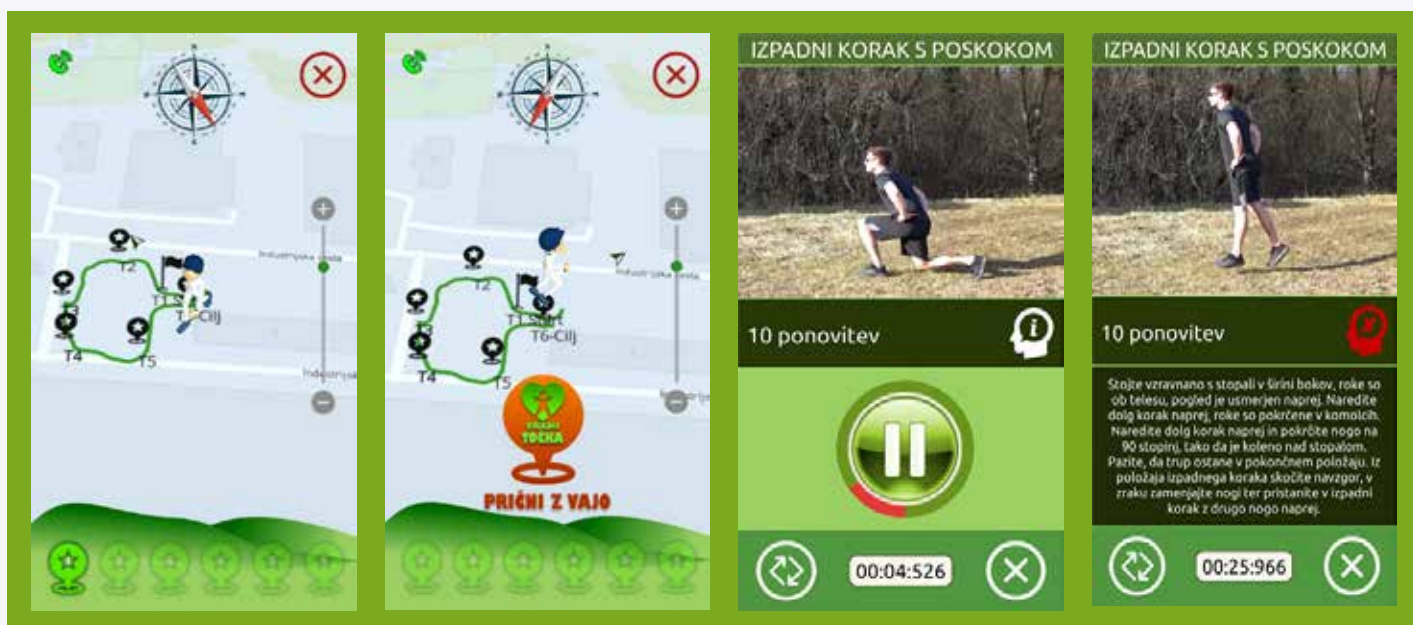 N
T2
T3
T4
T5
T1
Cilj
Industrijska cesta
N
T2
T3
T4
T5
T1 Start
T6-Cilj
Industrijska cesta
TOČKA
PRIČNI Z VAJO
IZPADNI KORAK S POSKOKOM
10 ponovitev
00:04:526
IZPADNI KORAK S POSKOKOM
10 ponovitev
Stojte vzravnano s stopali v širini bokov, roke so
ob telesu, pogled je usmerjen naprej. Naredite
dolg korak naprej, roke so pokrčene v komolcih.
Naredite dolg korak naprej in pokrčite nogo na
90 stopinj, tako da je koleno nad stopalom.
Pazite, da trup ostane v pokončnem položaju. Iz
položaja izpadnega koraka skočite navzgor, v
zraku zamenjajte nogi ter pristanite v izpadni
korak z drugo nogo naprej.
00:25:966